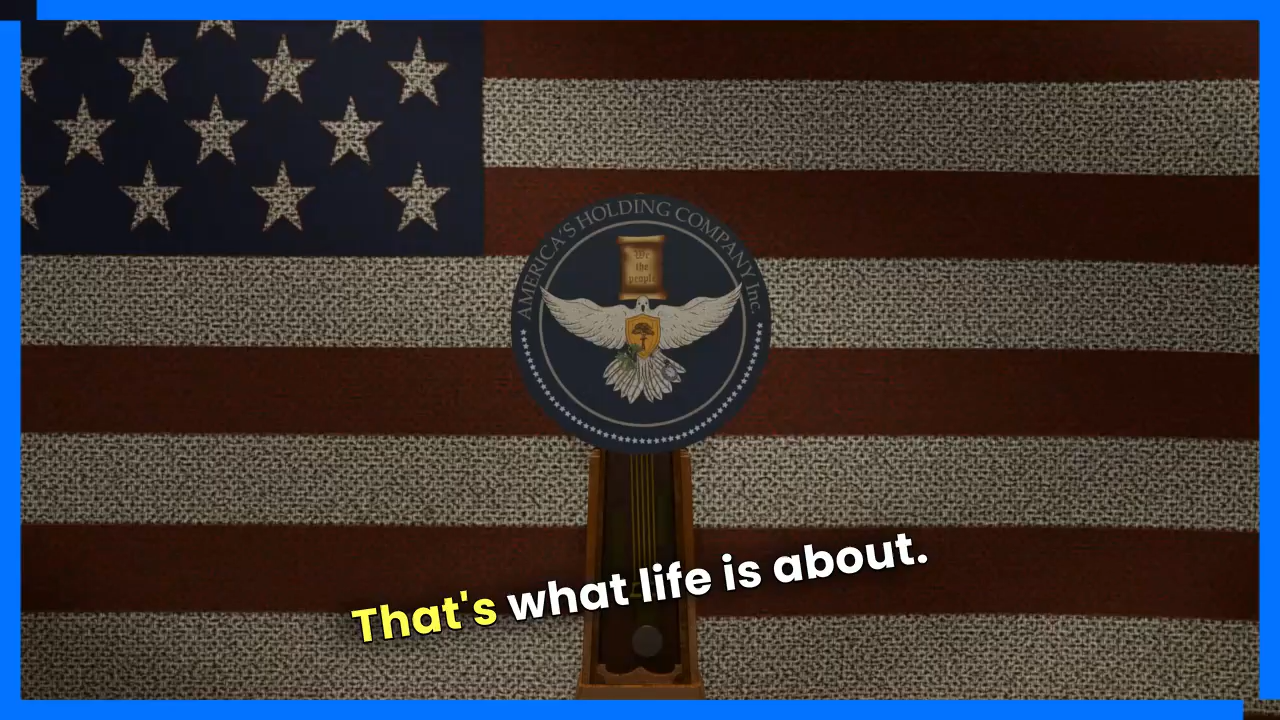 AMERICA'S HOLDING COMPANY Inc.
We
the
people
That's what life is about.